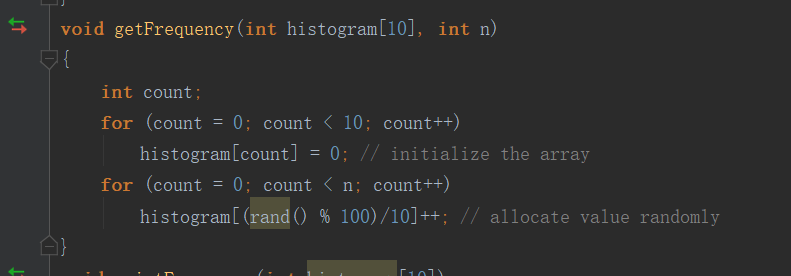 }
void getFrequency(int histogram[10], int n)
{
    int count;
    for (count = 0; count < 10; count++)
        histogram[count] = 0; // initialize the array
    for (count = 0; count < n; count++)
        histogram[(rand() % 100)/10]++; // allocate value randomly
}